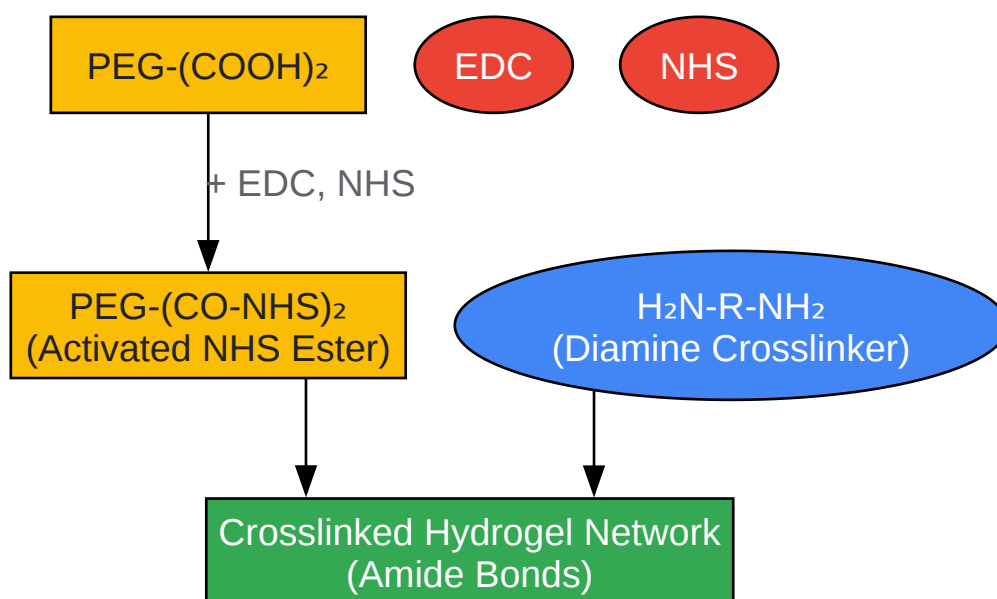 PEG-(COOH)₂
EDC
NHS
+ EDC, NHS
PEG-(CO-NHS)₂
(Activated NHS Ester)
H₂N-R-NH₂
(Diamine Crosslinker)
Crosslinked Hydrogel Network
(Amide Bonds)